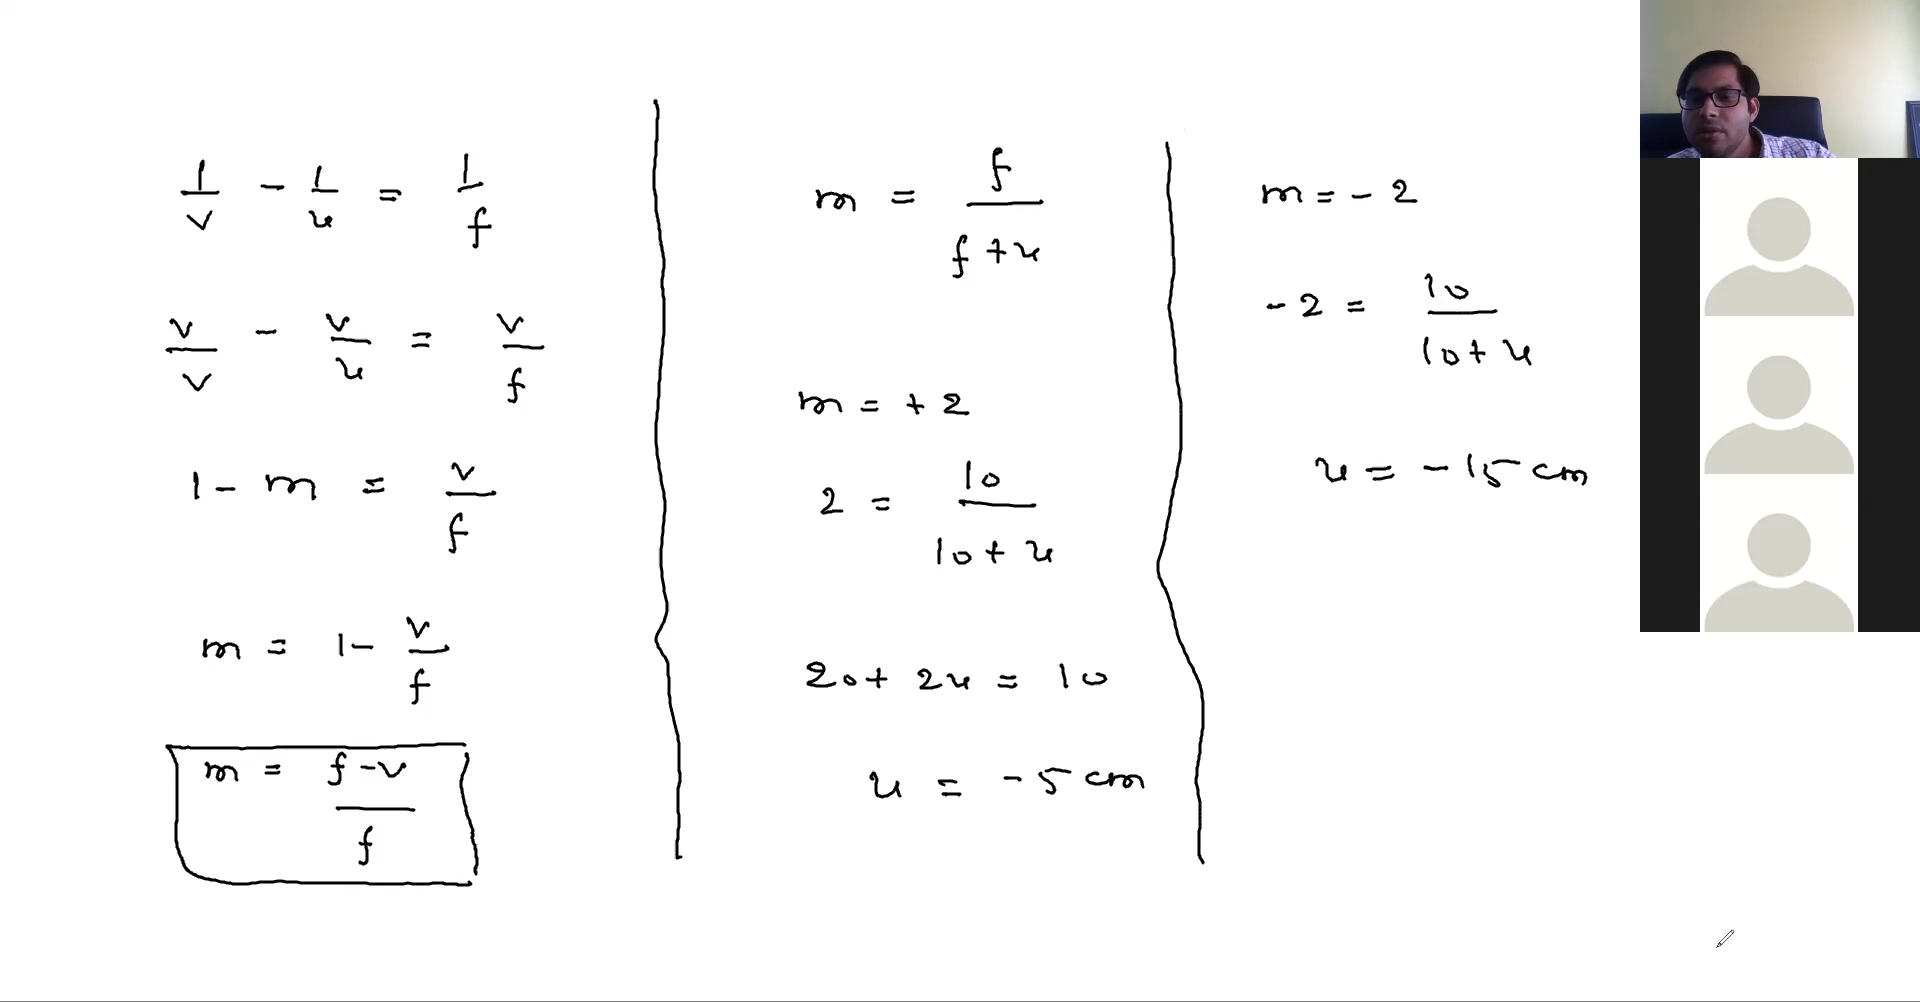 1/v - 1/u = 1/f
v/v - v/u = v/f
1 - m = v/f
m = 1 - v/f
m = f-v/f
m = f/f+u
m = +2
2 = 10/10+u
20+ 2u = 10
u = -5 cm
m = -2
-2 = 10/10+u
u = -15 cm